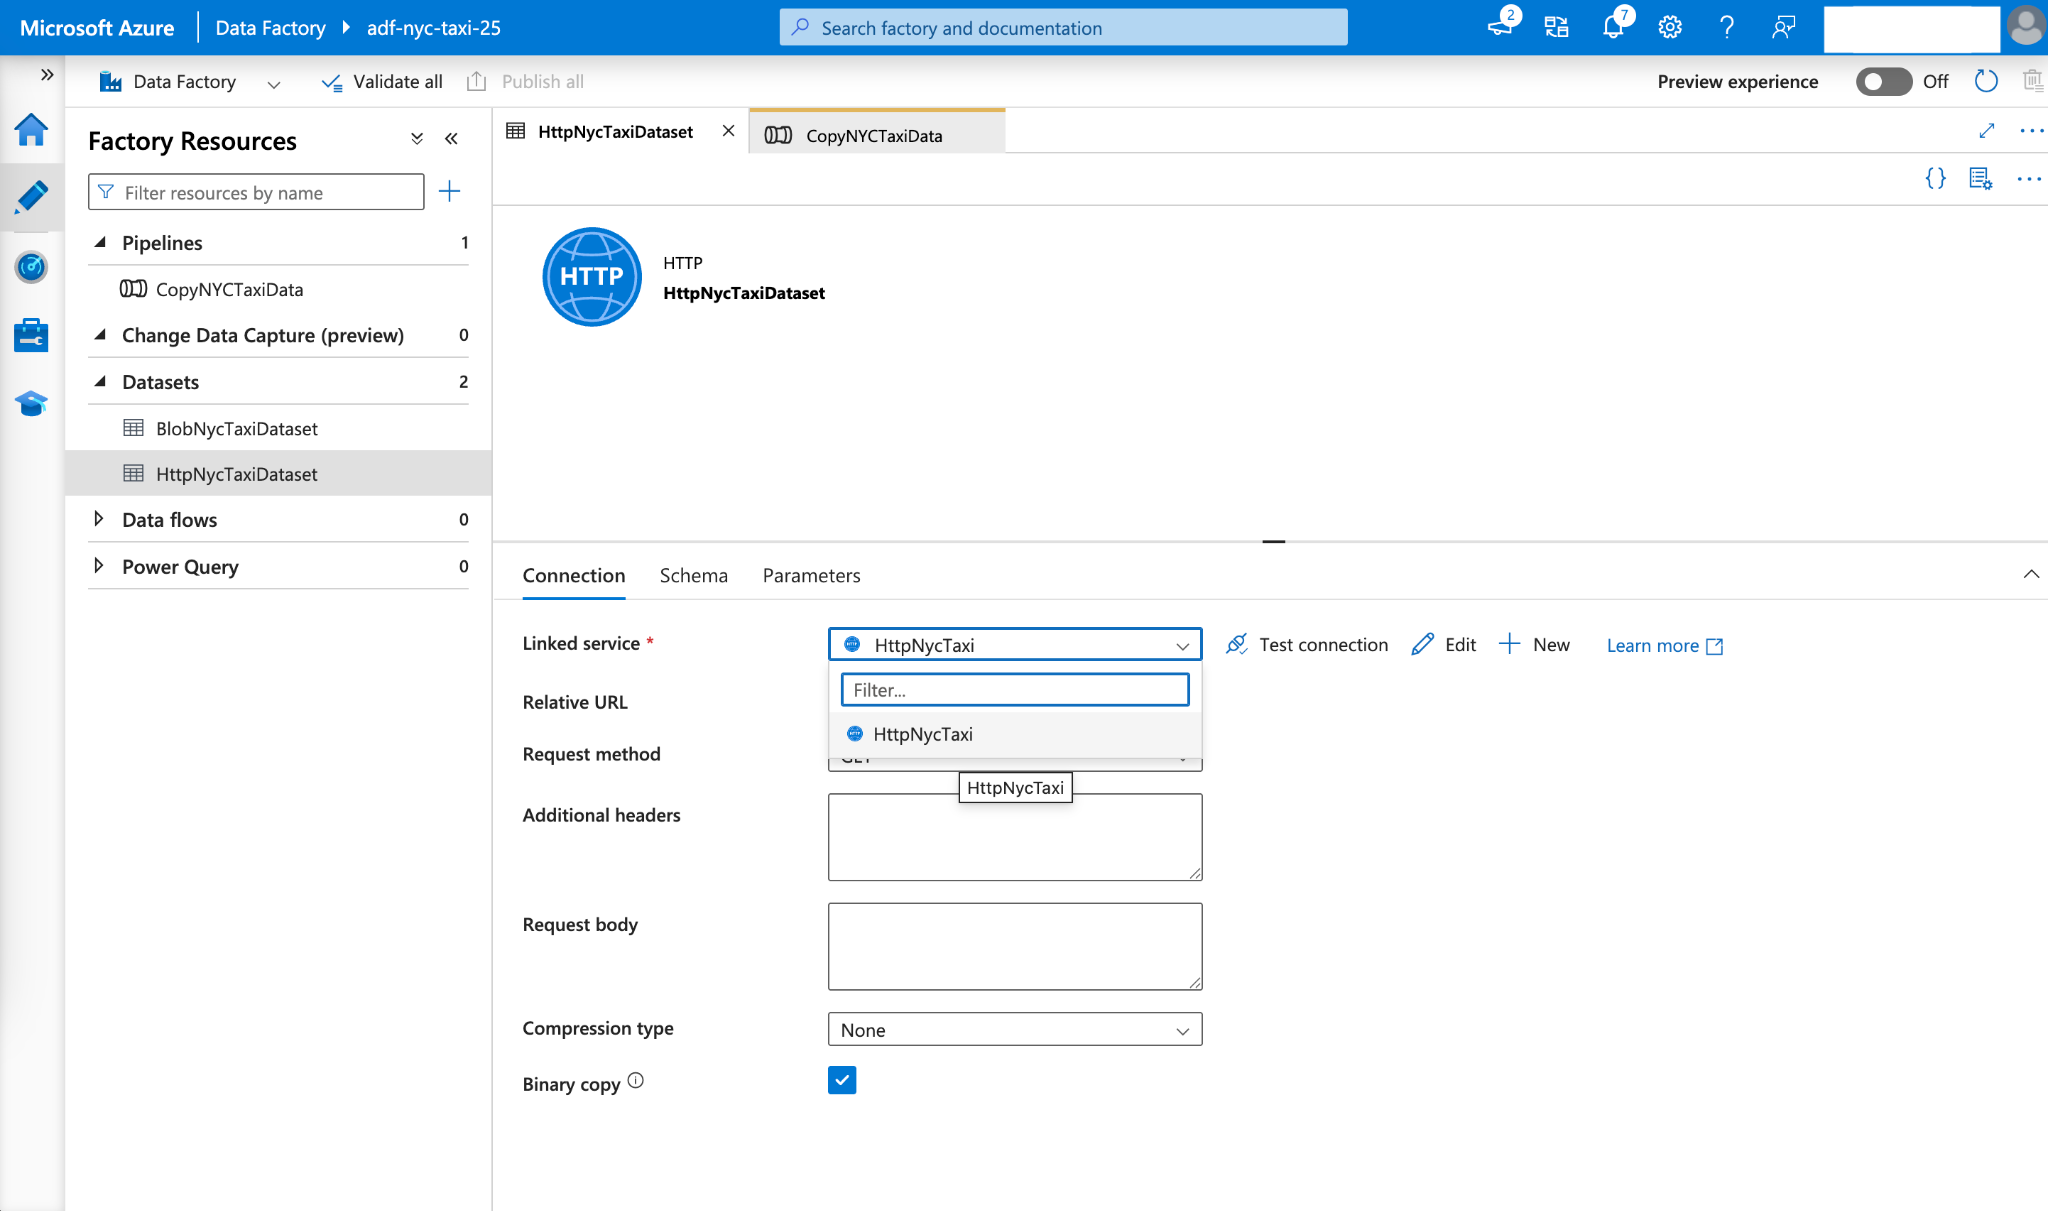 Microsoft Azure
Data Factory
adf-nyc-taxi-25
Search factory and documentation
2
7
Data Factory
Validate all
Publish all
Preview experience
Off
Factory Resources
Filter resources by name
Pipelines 1
CopyNYCTaxiData
Change Data Capture (preview) 0
Datasets 2
BlobNycTaxiDataset
HttpNycTaxiDataset
Data flows 0
Power Query 0
HttpNycTaxiDataset
CopyNYCTaxiData
HTTP
HTTP
HttpNycTaxiDataset
Connection Schema Parameters
Linked service *
HttpNycTaxi
Test connection
Edit
New
Learn more
Filter...
HttpNycTaxi
Relative URL
Request method
GET
HttpNycTaxi
Additional headers
Request body
Compression type
None
Binary copy